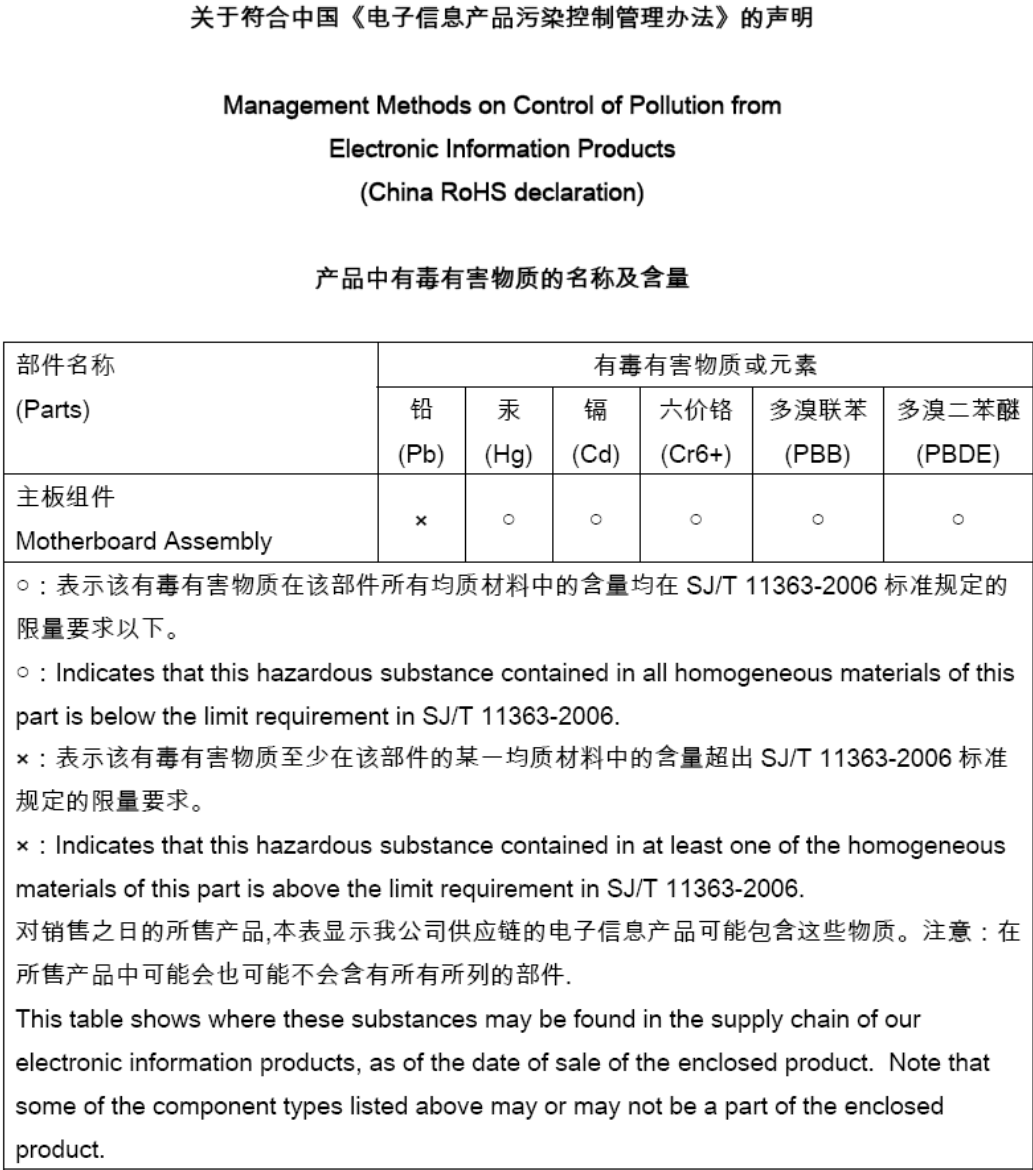 关于符合中国《电子信息产品污染控制管理办法》的声明
Management Methods on Control of Pollution from
Electronic Information Products
(China RoHS declaration)
产品中有毒有害物质的名称及含量
部件名称
(Parts)
有毒有害物质或元素
铅 汞 镉 六价铬 多溴联苯 多溴二苯醚
(Pb) (Hg) (Cd) (Cr6+) (PBB) (PBDE)
主板组件
Motherboard Assembly
× ○ ○ ○ ○ ○
○：表示该有毒有害物质在该部件所有均质材料中的含量均在 SJ/T 11363-2006 标准规定的
限量要求以下。
○：Indicates that this hazardous substance contained in all homogeneous materials of this
part is below the limit requirement in SJ/T 11363-2006.
×：表示该有毒有害物质至少在该部件的某一均质材料中的含量超出 SJ/T 11363-2006 标准
规定的限量要求。
×：Indicates that this hazardous substance contained in at least one of the homogeneous
materials of this part is above the limit requirement in SJ/T 11363-2006.
对销售之日的所售产品,本表显示我公司供应链的电子信息产品可能包含这些物质。注意：在
所售产品中可能会也可能不会含有所有所列的部件.
This table shows where these substances may be found in the supply chain of our
electronic information products, as of the date of sale of the enclosed product.  Note that
some of the component types listed above may or may not be a part of the enclosed
product.